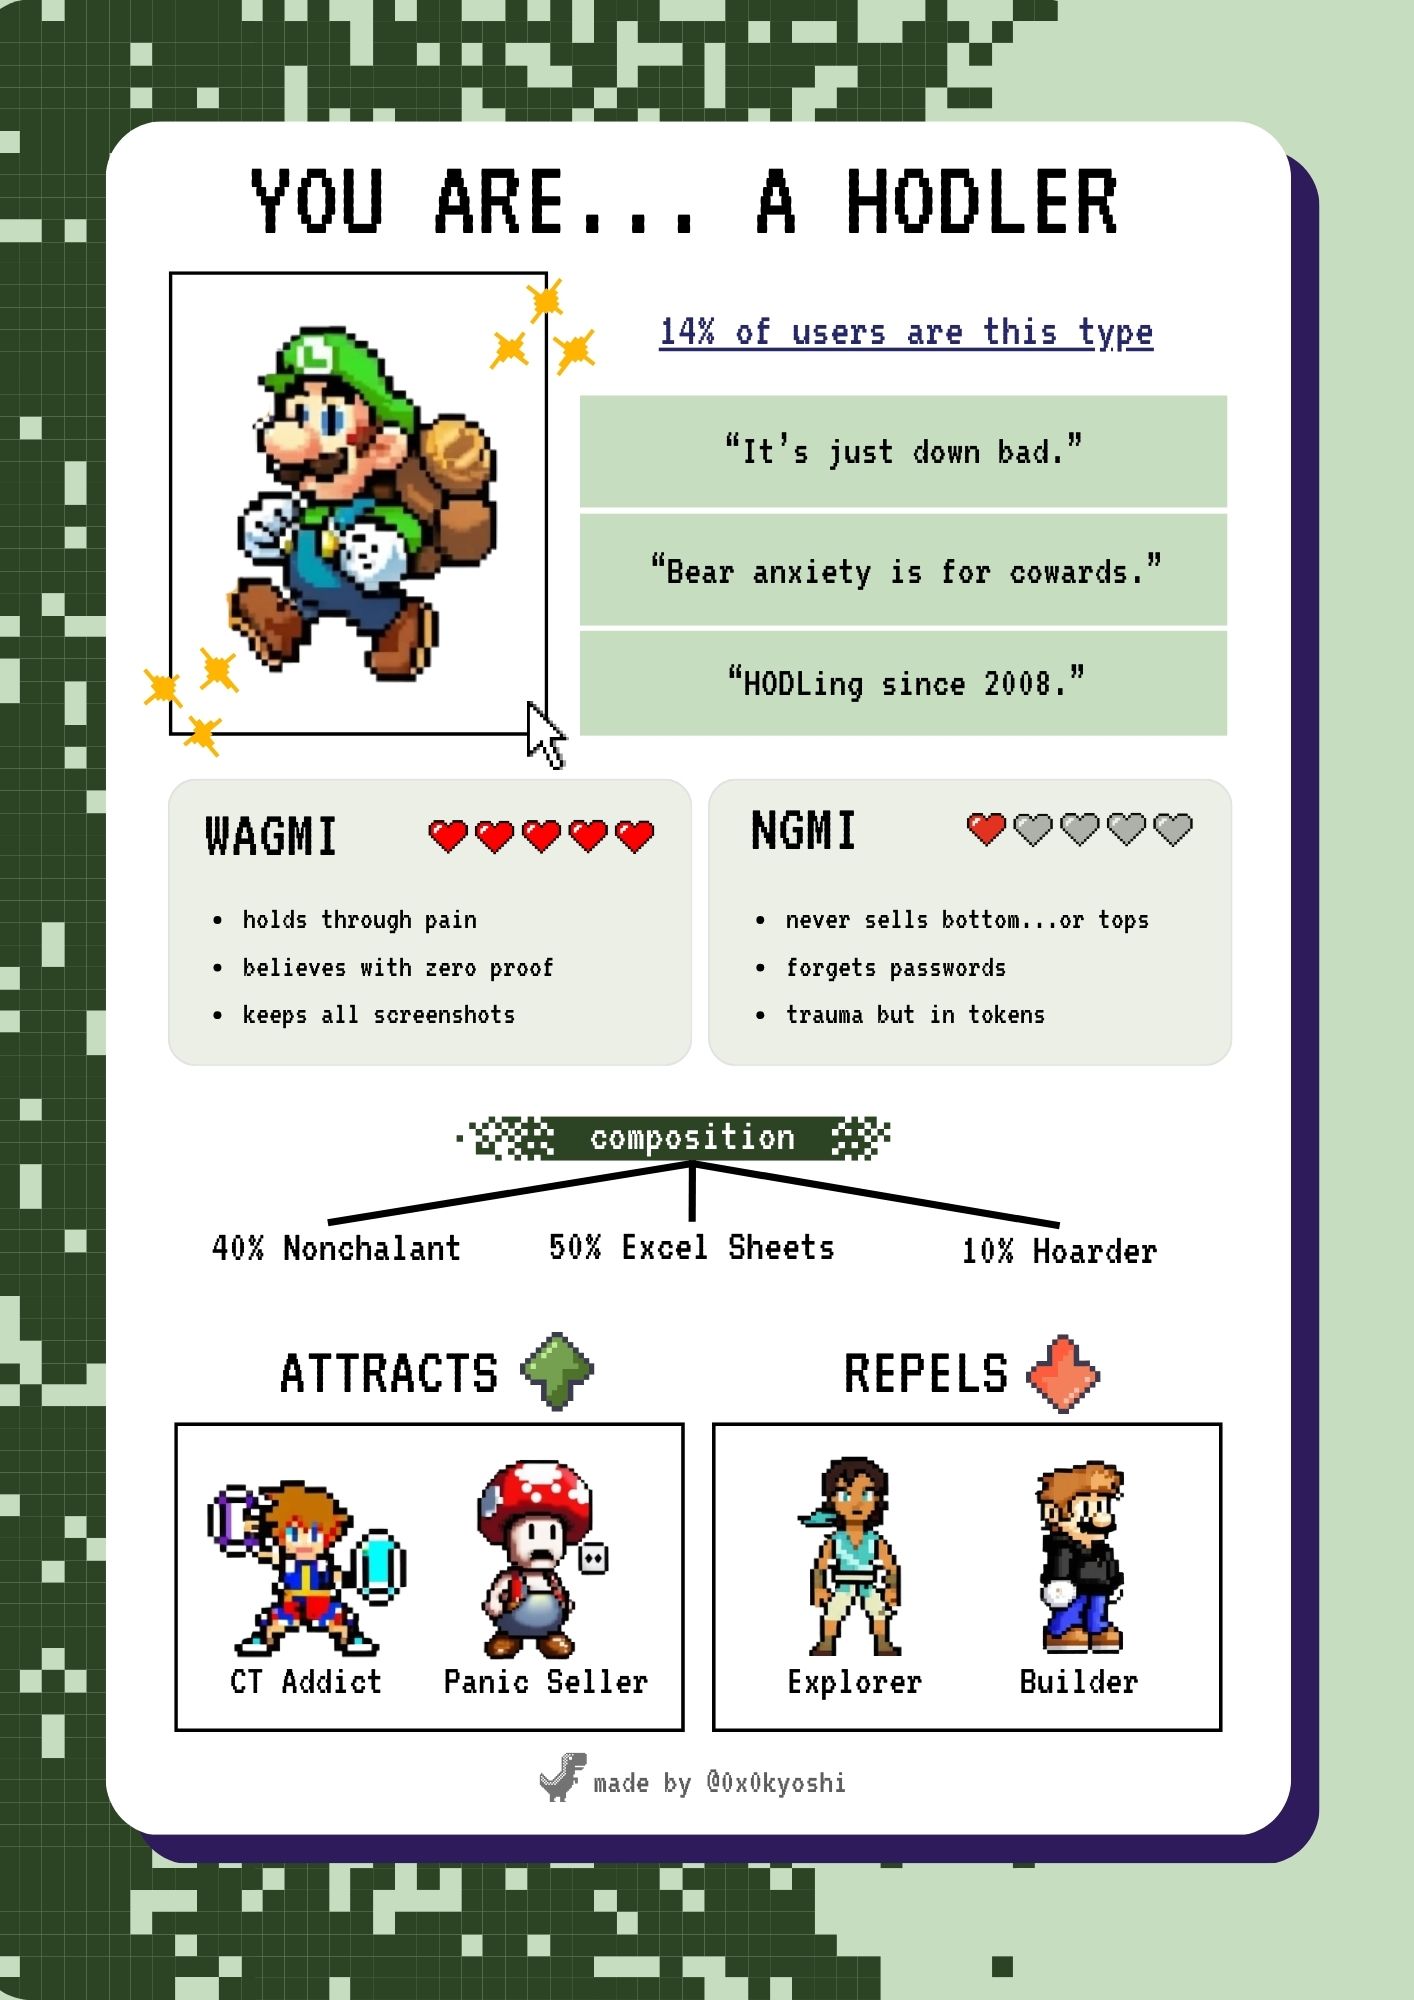 YOU ARE... A HODLER
L
14% of users are this type
“It’s just down bad.”
“Bear anxiety is for cowards.”
“HODLing since 2008.”
WAGMI
• holds through pain
• believes with zero proof
• keeps all screenshots
NGMI
• never sells bottom...or tops
• forgets passwords
• trauma but in tokens
composition
40% Nonchalant
50% Excel Sheets
10% Hoarder
ATTRACTS
CT Addict
Panic Seller
REPELS
Explorer
Builder
made by @0x0kyoshi